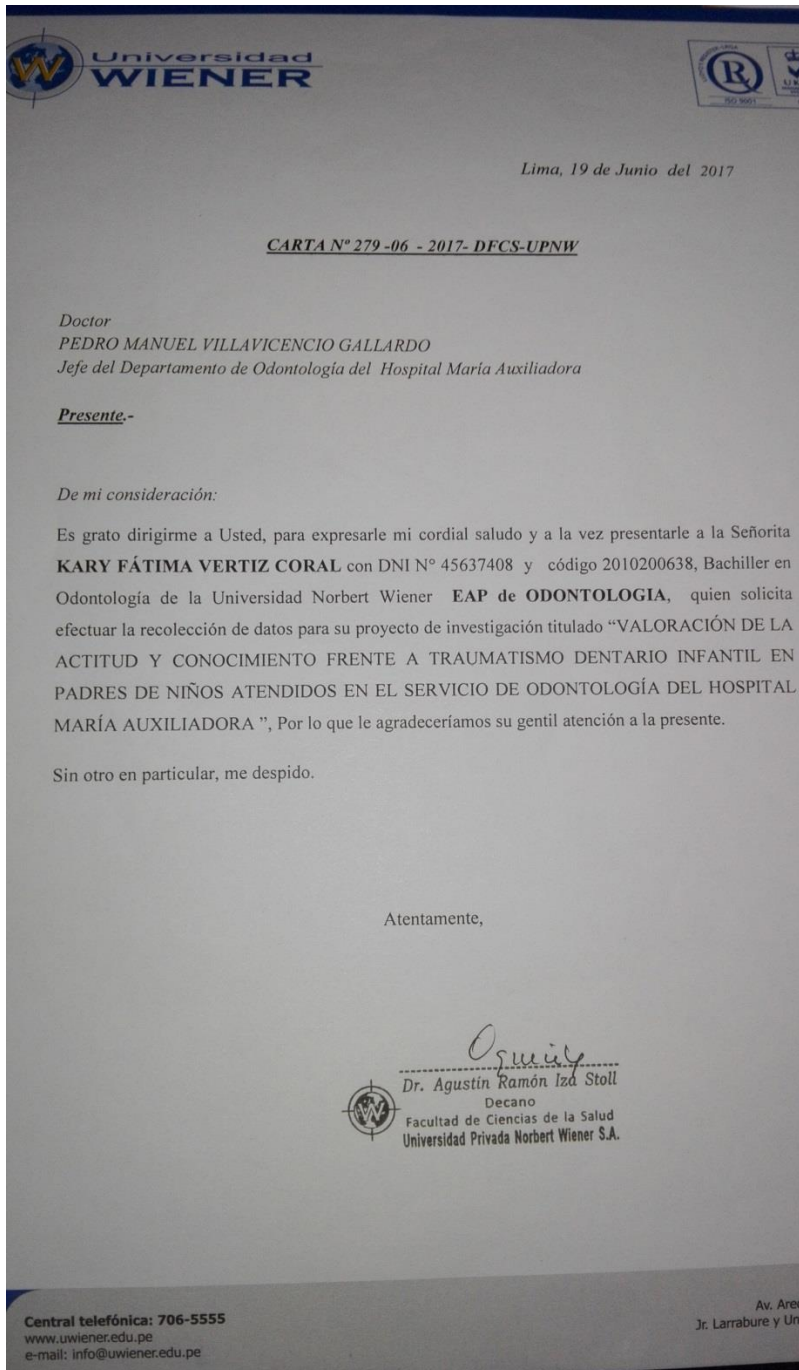 Universidad
WIENER
R
ISO 9001
Lima, 19 de Junio del 2017
CARTA Nº 279 -06 - 2017- DFCS-UPNW
Doctor
PEDRO MANUEL VILLAVICENCIO GALLARDO
Jefe del Departamento de Odontología del Hospital María Auxiliadora
Presente.-
De mi consideración:
Es grato dirigirme a Usted, para expresarle mi cordial saludo y a la vez presentarle a la Señorita
KARY FÁTIMA VERTIZ CORAL con DNI N° 45637408 y código 2010200638, Bachiller en
Odontología de la Universidad Norbert Wiener EAP de ODONTOLOGIA, quien solicita
efectuar la recolección de datos para su proyecto de investigación titulado “VALORACIÓN DE LA
ACTITUD Y CONOCIMIENTO FRENTE A TRAUMATISMO DENTARIO INFANTIL EN
PADRES DE NIÑOS ATENDIDOS EN EL SERVICIO DE ODONTOLOGÍA DEL HOSPITAL
MARÍA AUXILIADORA ”, Por lo que le agradeceríamos su gentil atención a la presente.
Sin otro en particular, me despido.
Atentamente,
Dr. Agustín Ramón Iza Stoll
Decano
Facultad de Ciencias de la Salud
Universidad Privada Norbert Wiener S.A.
Central telefónica: 706-5555
www.uwiener.edu.pe
e-mail: info@uwiener.edu.pe
Av. Are
Jr. Larrabure y Un